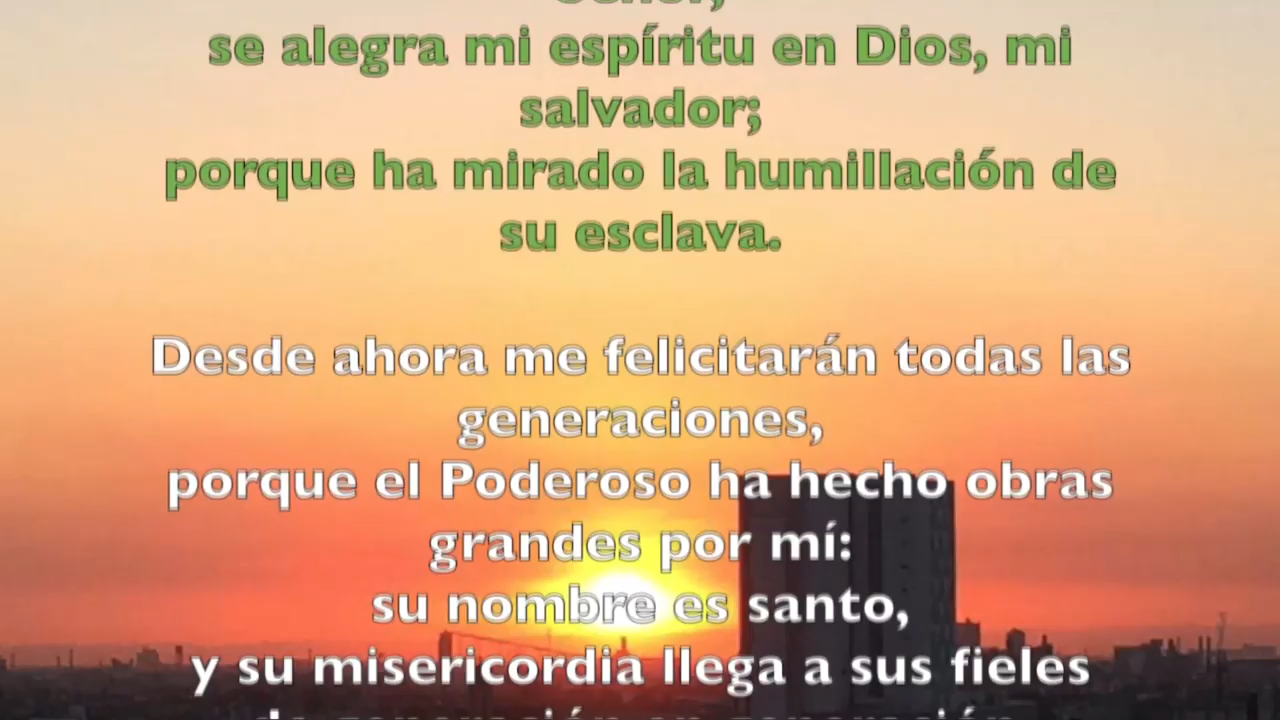 se alegra mi espíritu en Dios, mi
salvador;
porque ha mirado la humillación de
su esclava.
Desde ahora me felicitarán todas las
generaciones,
porque el Poderoso ha hecho obras
grandes por mí:
su nombre es santo,
y su misericordia llega a sus fieles